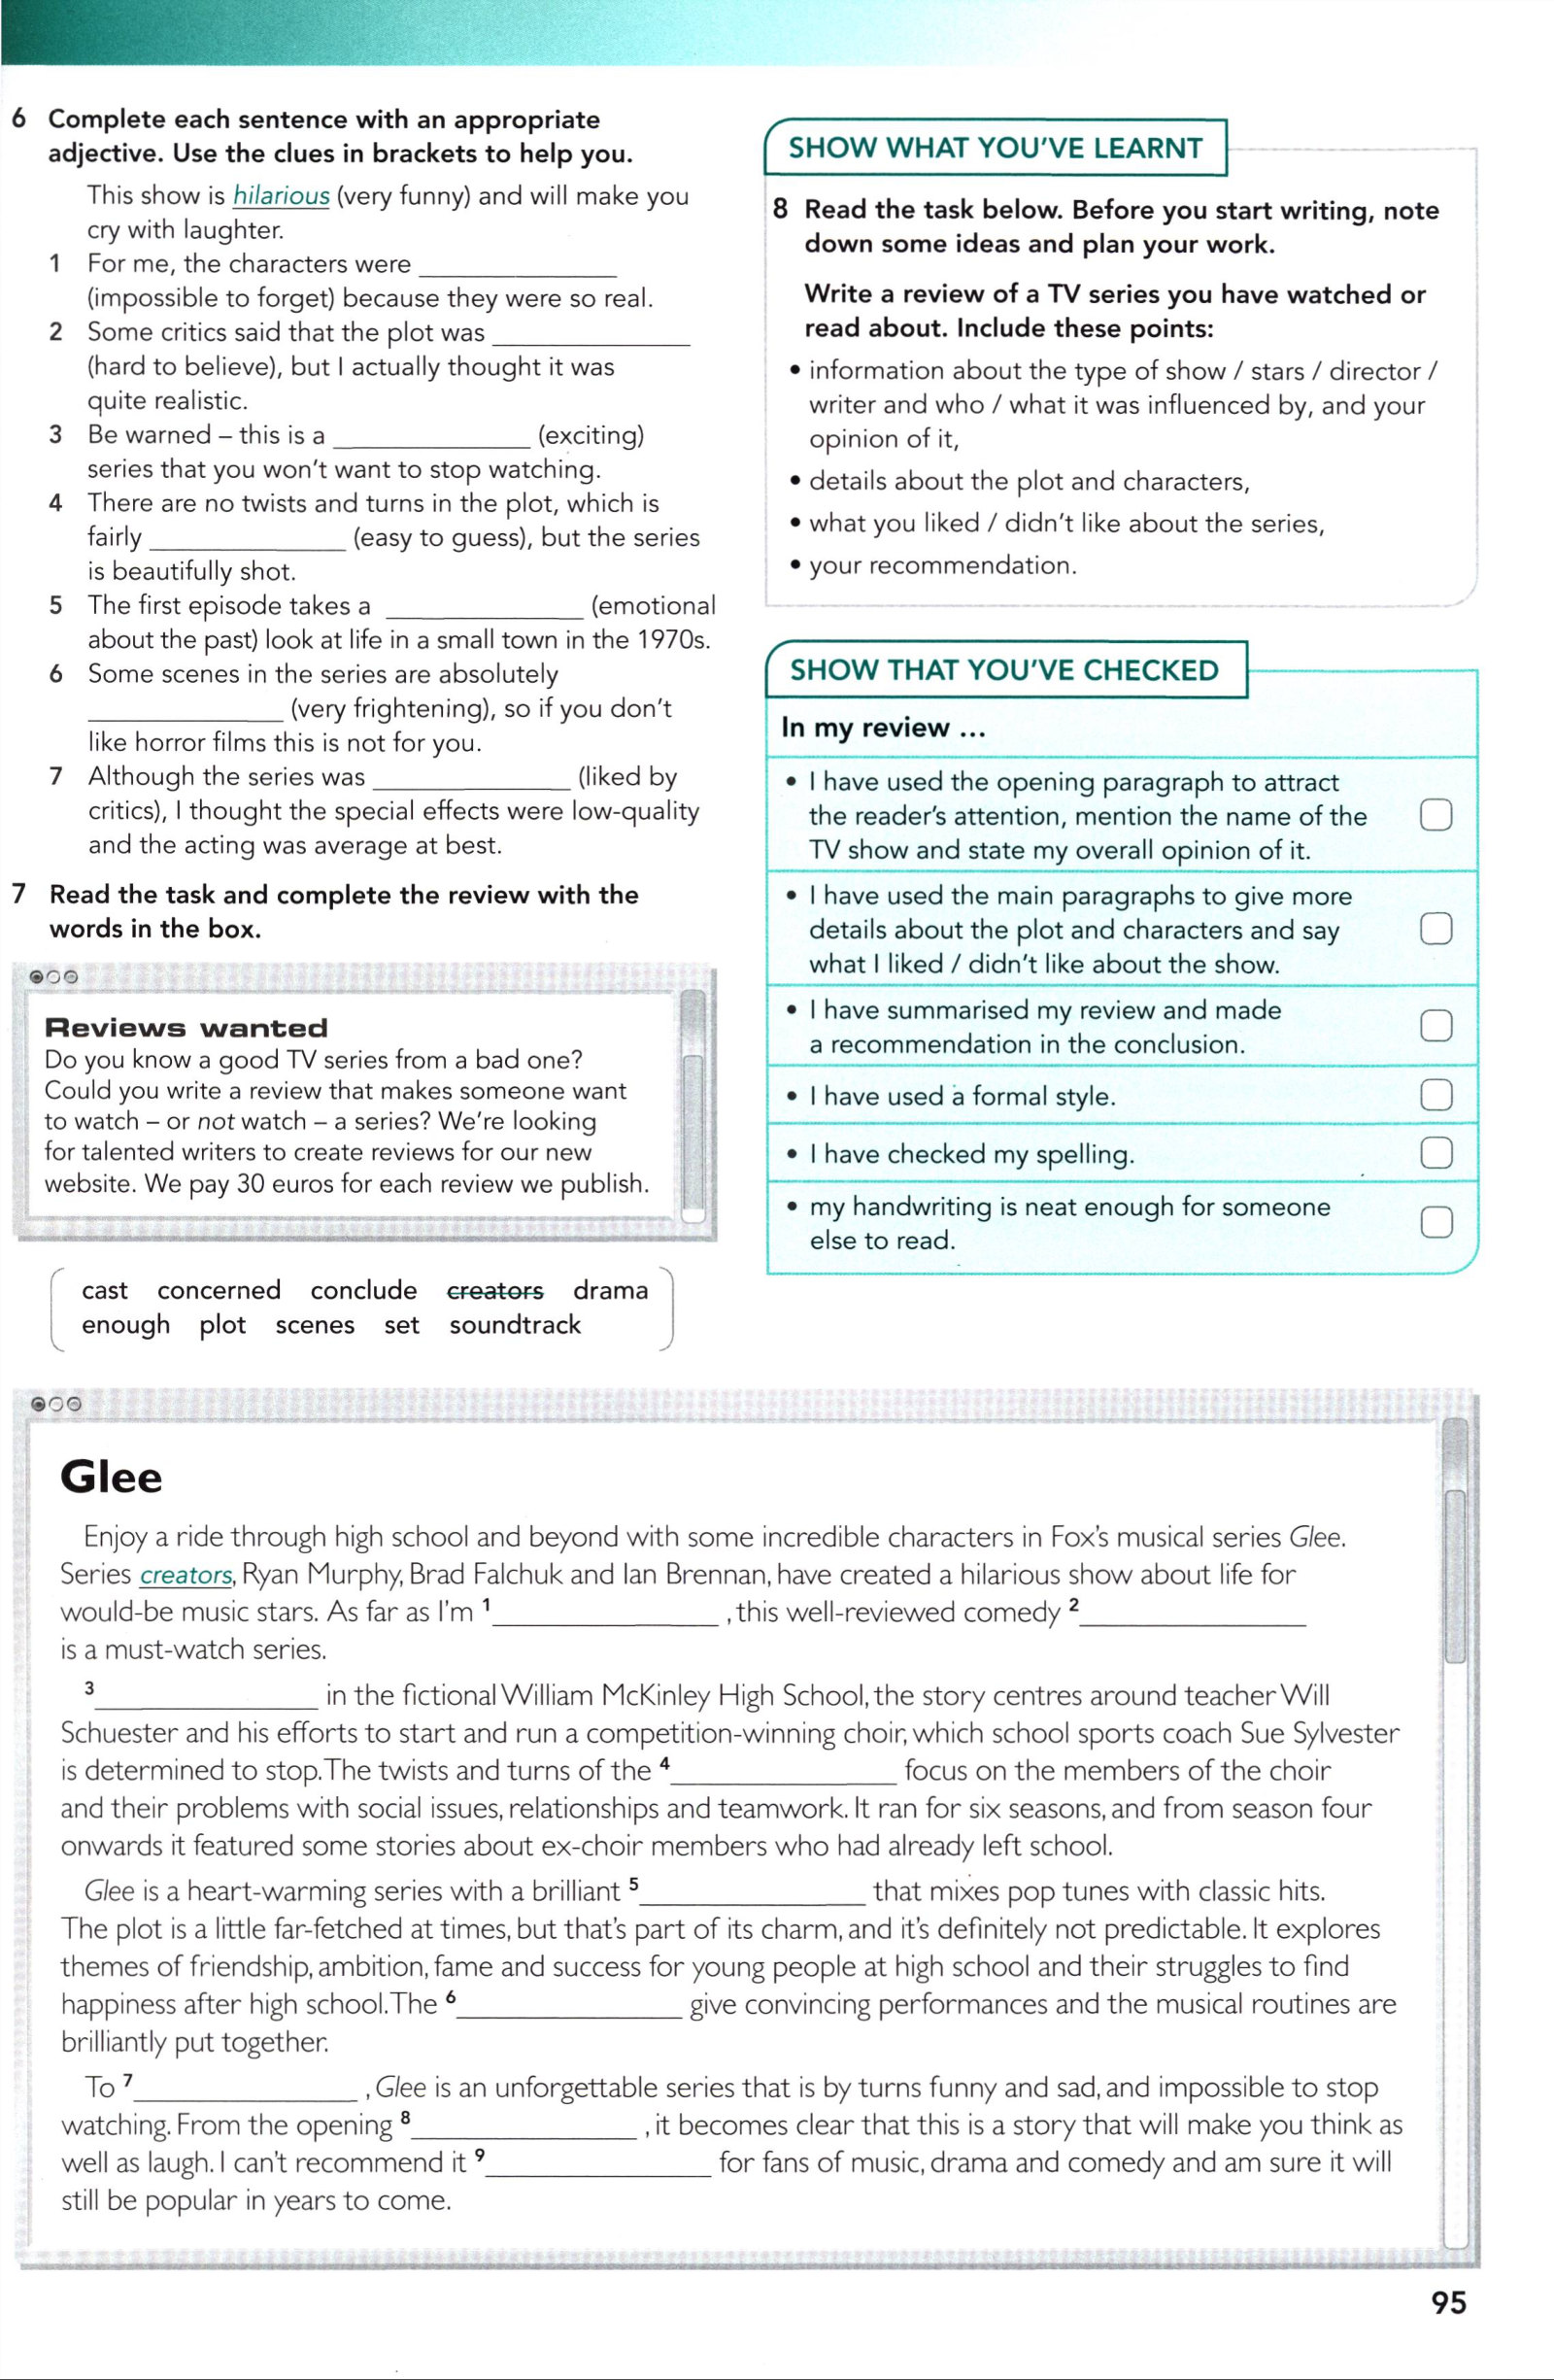 6 Complete each sentence with an appropriate
adjective. Use the clues in brackets to help you.
This show is hilarious (very funny) and will make you
cry with laughter.
1 For me, the characters were ____________
(impossible to forget) because they were so real.
2 Some critics said that the plot was ____________
(hard to believe), but I actually thought it was
quite realistic.
3 Be warned – this is a ____________ (exciting)
series that you won't want to stop watching.
4 There are no twists and turns in the plot, which is
fairly ____________ (easy to guess), but the series
is beautifully shot.
5 The first episode takes a ____________ (emotional
about the past) look at life in a small town in the 1970s.
6 Some scenes in the series are absolutely
____________ (very frightening), so if you don't
like horror films this is not for you.
7 Although the series was ____________ (liked by
critics), I thought the special effects were low-quality
and the acting was average at best.
7 Read the task and complete the review with the
words in the box.
Reviews wanted
Do you know a good TV series from a bad one?
Could you write a review that makes someone want
to watch – or not watch – a series? We're looking
for talented writers to create reviews for our new
website. We pay 30 euros for each review we publish.
cast concerned conclude creators drama
enough plot scenes set soundtrack
SHOW WHAT YOU'VE LEARNT
8 Read the task below. Before you start writing, note
down some ideas and plan your work.
Write a review of a TV series you have watched or
read about. Include these points:
• information about the type of show / stars / director /
writer and who / what it was influenced by, and your
opinion of it,
• details about the plot and characters,
• what you liked / didn't like about the series,
• your recommendation.
SHOW THAT YOU'VE CHECKED
In my review ...
• I have used the opening paragraph to attract
the reader's attention, mention the name of the
TV show and state my overall opinion of it.
• I have used the main paragraphs to give more
details about the plot and characters and say
what I liked / didn't like about the show.
• I have summarised my review and made
a recommendation in the conclusion.
• I have used a formal style.
• I have checked my spelling.
• my handwriting is neat enough for someone
else to read.
Glee
Enjoy a ride through high school and beyond with some incredible characters in Fox's musical series Glee.
Series creators, Ryan Murphy, Brad Falchuk and Ian Brennan, have created a hilarious show about life for
would-be music stars. As far as I'm 1____________ , this well-reviewed comedy 2____________
is a must-watch series.
3____________ in the fictional William McKinley High School, the story centres around teacher Will
Schuester and his efforts to start and run a competition-winning choir, which school sports coach Sue Sylvester
is determined to stop. The twists and turns of the 4____________ focus on the members of the choir
and their problems with social issues, relationships and teamwork. It ran for six seasons, and from season four
onwards it featured some stories about ex-choir members who had already left school.
Glee is a heart-warming series with a brilliant 5____________ that mixes pop tunes with classic hits.
The plot is a little far-fetched at times, but that's part of its charm, and it's definitely not predictable. It explores
themes of friendship, ambition, fame and success for young people at high school and their struggles to find
happiness after high school. The 6____________ give convincing performances and the musical routines are
brilliantly put together.
To 7____________ , Glee is an unforgettable series that is by turns funny and sad, and impossible to stop
watching. From the opening 8____________ , it becomes clear that this is a story that will make you think as
well as laugh. I can't recommend it 9____________ for fans of music, drama and comedy and am sure it will
still be popular in years to come.
95